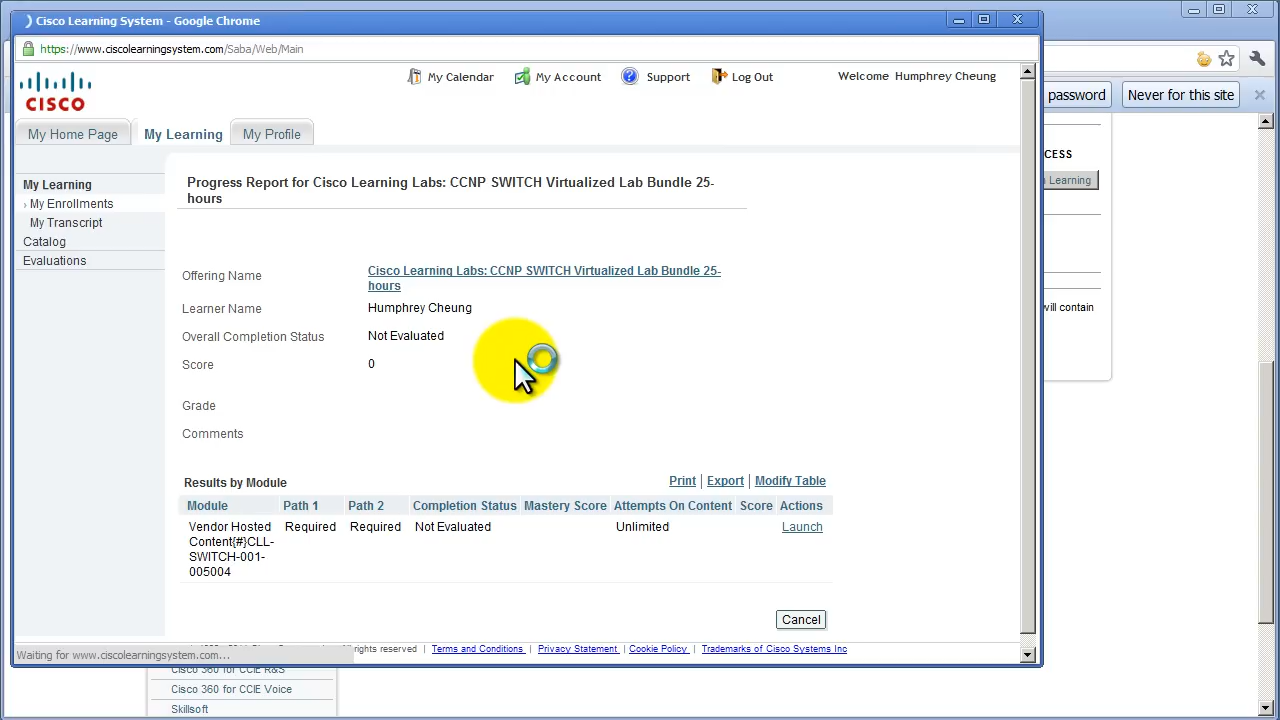 Cisco Learning System - Google Chrome
https://www.ciscolearningsystem.com/Saba/Web/Main
CISCO
My Calendar
My Account
Support
Log Out
Welcome Humphrey Cheung
password
Never for this site
My Home Page
My Learning
My Profile
CESS
Learning
My Learning
› My Enrollments
My Transcript
Catalog
Evaluations
Progress Report for Cisco Learning Labs: CCNP SWITCH Virtualized Lab Bundle 25-
hours
Offering Name
Cisco Learning Labs: CCNP SWITCH Virtualized Lab Bundle 25-
hours
Learner Name
Humphrey Cheung
Overall Completion Status
Not Evaluated
Score
0
Grade
Comments
will contain
Results by Module
Print | Export | Modify Table
Module Path 1 Path 2 Completion Status Mastery Score Attempts On Content Score Actions
Vendor Hosted Required Required Not Evaluated Unlimited Launch
Content{#}CLL-
SWITCH-001-
005004
Cancel
rights reserved | Terms and Conditions | Privacy Statement | Cookie Policy | Trademarks of Cisco Systems Inc
Waiting for www.ciscolearningsystem.com...
Cisco 360 for CCIE R&S
Cisco 360 for CCIE Voice
Skillsoft